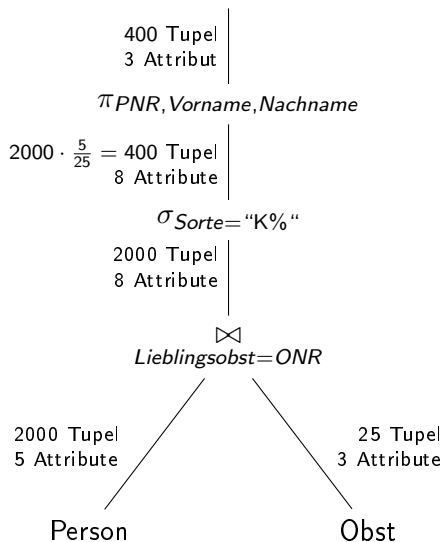 400 Tupel
3 Attribut
πPNR,Vorname,Nachname
2000 · 5/25 = 400 Tupel
8 Attribute
σSorte=“K%“
2000 Tupel
8 Attribute
⋈
Lieblingsobst=ONR
2000 Tupel
5 Attribute
25 Tupel
3 Attribute
Person
Obst